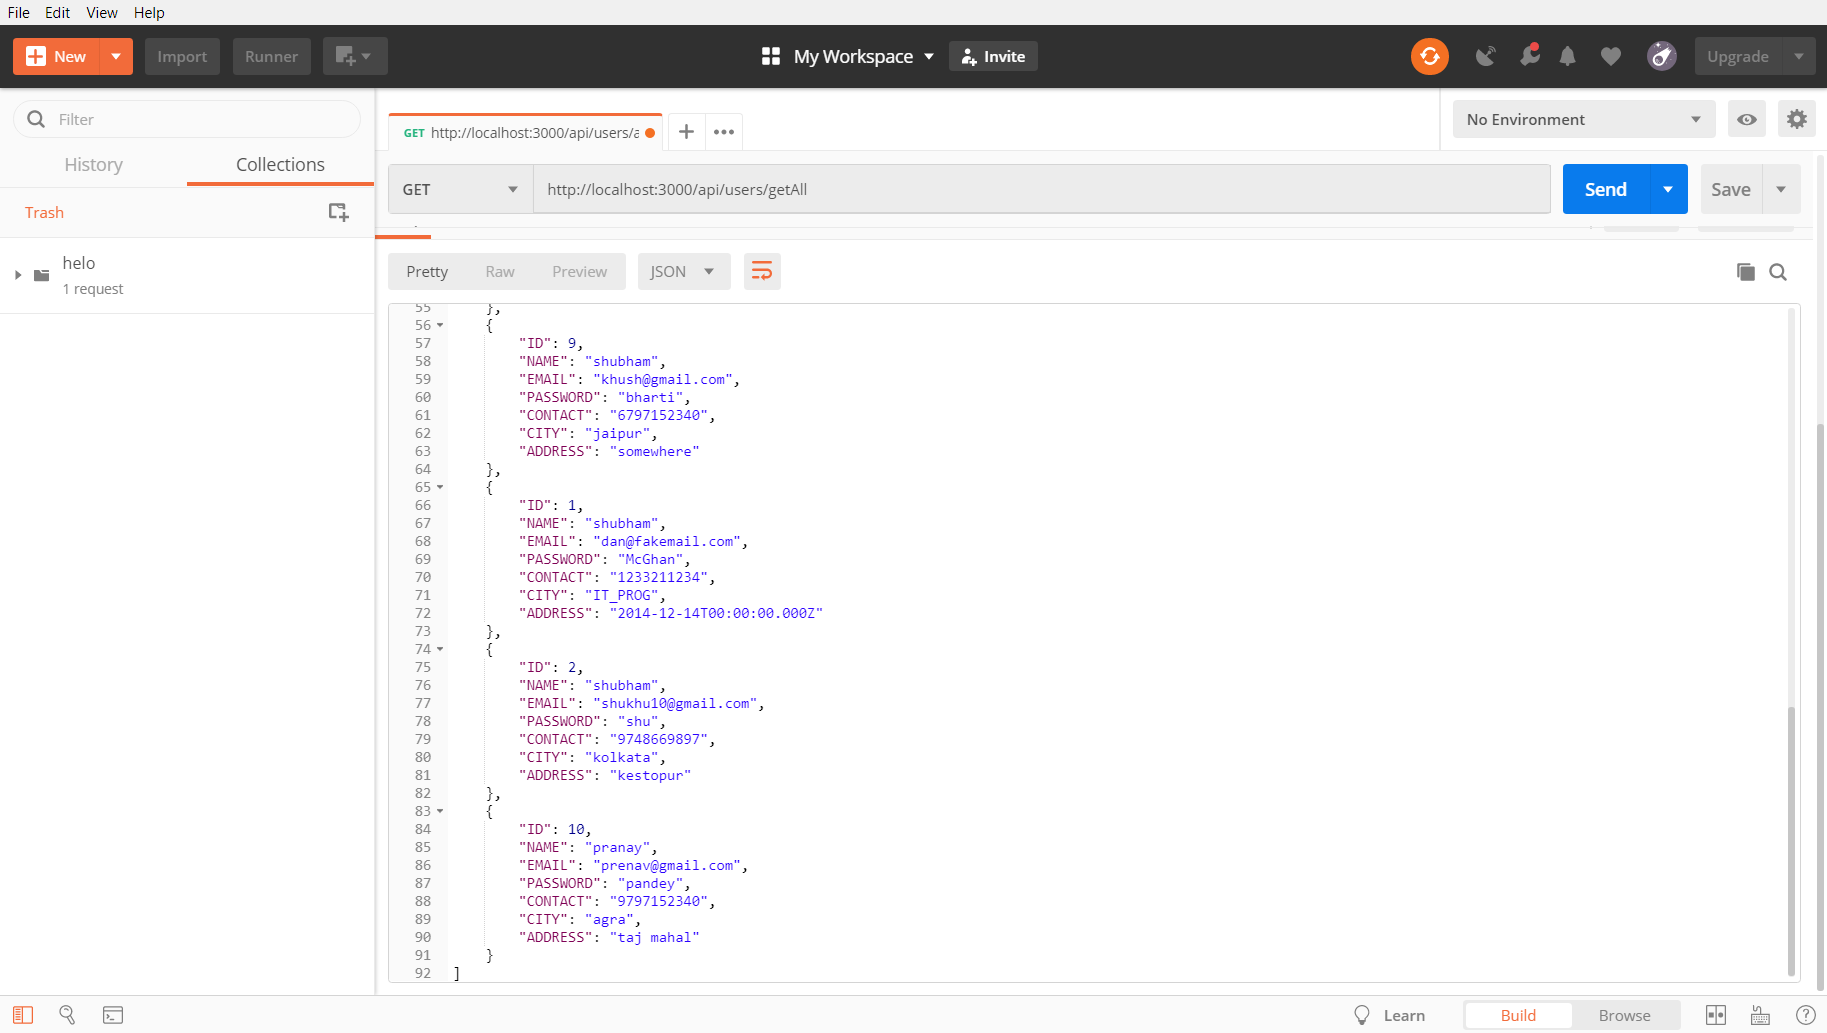 File Edit View Help
New Import Runner My Workspace Invite Upgrade
Filter
History Collections
Trash
helo
1 request
GET http://localhost:3000/api/users/a
No Environment
GET http://localhost:3000/api/users/getAll Send Save
Pretty Raw Preview JSON
55 },
56 {
57 "ID": 9,
58 "NAME": "shubham",
59 "EMAIL": "khush@gmail.com",
60 "PASSWORD": "bharti",
61 "CONTACT": "6797152340",
62 "CITY": "jaipur",
63 "ADDRESS": "somewhere"
64 },
65 {
66 "ID": 1,
67 "NAME": "shubham",
68 "EMAIL": "dan@fakemail.com",
69 "PASSWORD": "McGhan",
70 "CONTACT": "1233211234",
71 "CITY": "IT_PROG",
72 "ADDRESS": "2014-12-14T00:00:00.000Z"
73 },
74 {
75 "ID": 2,
76 "NAME": "shubham",
77 "EMAIL": "shukhu10@gmail.com",
78 "PASSWORD": "shu",
79 "CONTACT": "9748669897",
80 "CITY": "kolkata",
81 "ADDRESS": "kestopur"
82 },
83 {
84 "ID": 10,
85 "NAME": "pranay",
86 "EMAIL": "prenav@gmail.com",
87 "PASSWORD": "pandey",
88 "CONTACT": "9797152340",
89 "CITY": "agra",
90 "ADDRESS": "taj mahal"
91 }
92 ]
Learn Build Browse